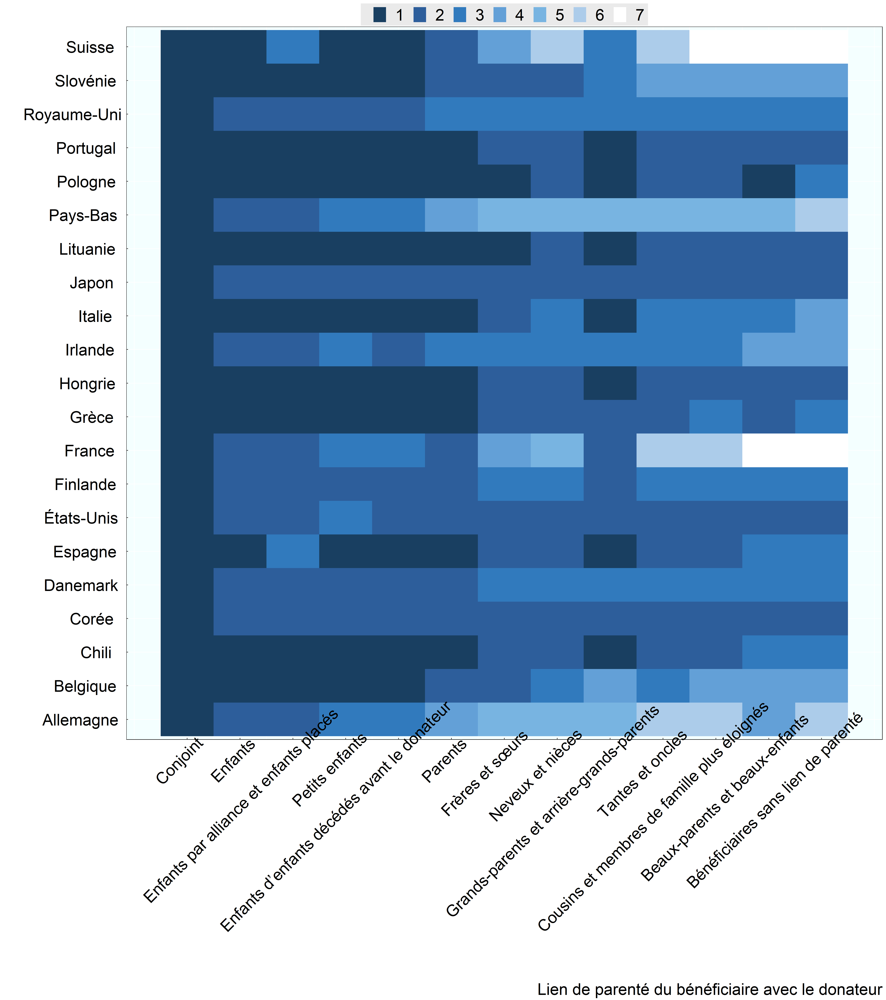 1 2 3 4 5 6 7
Suisse
Slovénie
Royaume-Uni
Portugal
Pologne
Pays-Bas
Lituanie
Japon
Italie
Irlande
Hongrie
Grèce
France
Finlande
États-Unis
Espagne
Danemark
Corée
Chili
Belgique
Allemagne
Conjoint
Enfants
Enfants par alliance et enfants placés
Petits enfants
Enfants d’enfants décédés avant le donateur
Parents
Frères et sœurs
Neveux et nièces
Grands-parents et arrière-grands-parents
Tantes et oncles
Cousins et membres de famille plus éloignés
Beaux-parents et beaux-enfants
Bénéficiaires sans lien de parenté
Lien de parenté du bénéficiaire avec le donateur